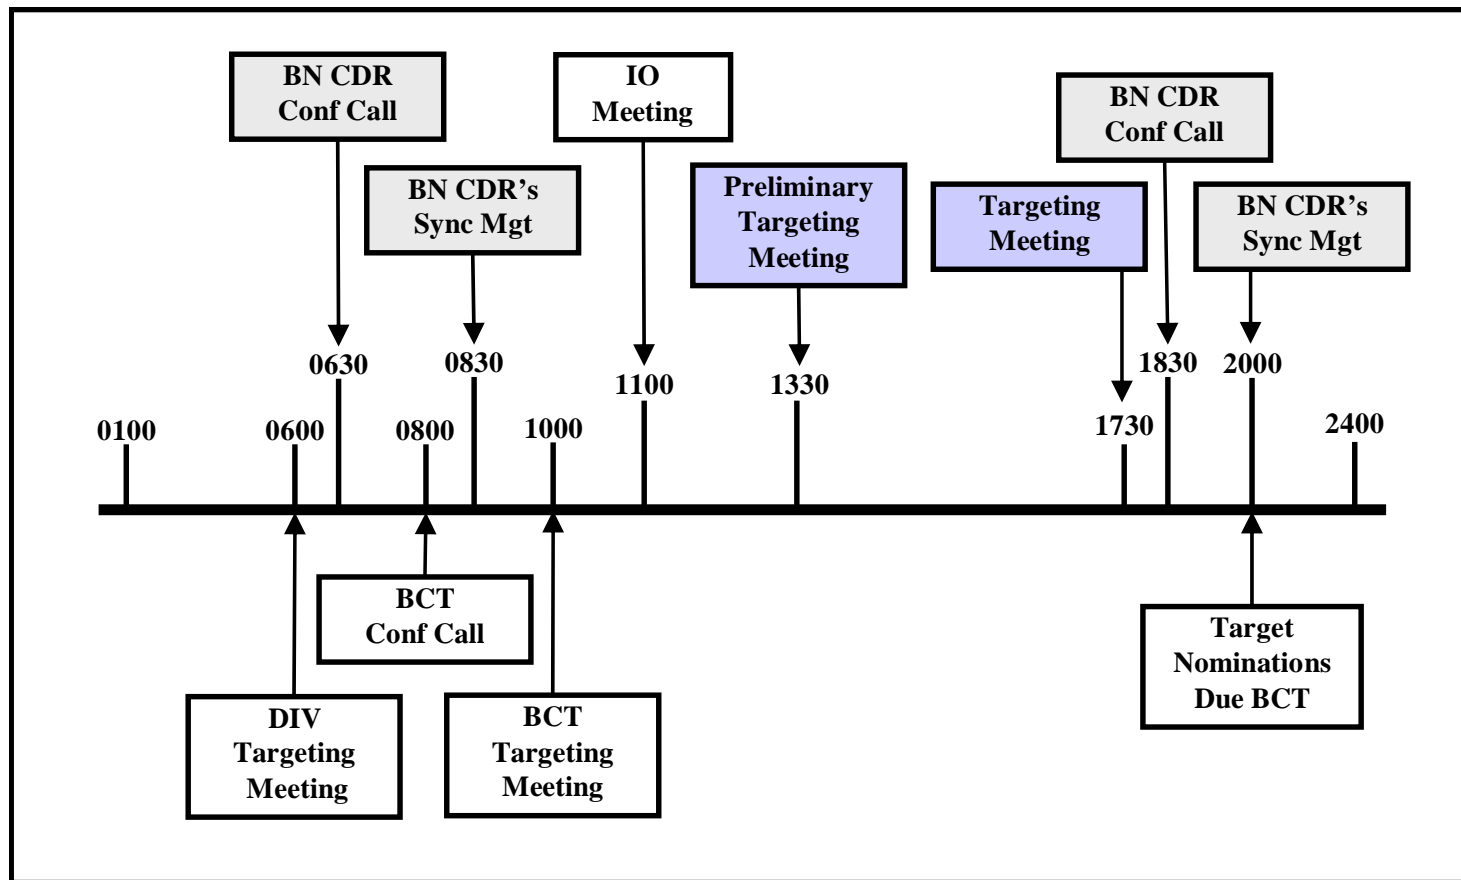 BN CDR
Conf Call
IO
Meeting
BN CDR
Conf Call
BN CDR’s
Sync Mgt
Preliminary
Targeting
Meeting
Targeting
Meeting
BN CDR’s
Sync Mgt
0630
0830
1100
1330
1830
2000
0100
0600
0800
1000
1730
2400
BCT
Conf Call
DIV
Targeting
Meeting
BCT
Targeting
Meeting
Target
Nominations
Due BCT